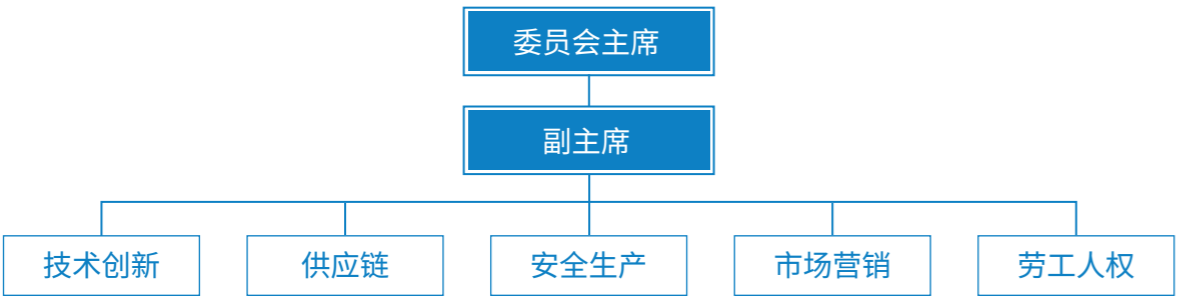 委员会主席
副主席
技术创新
供应链
安全生产
市场营销
劳工人权